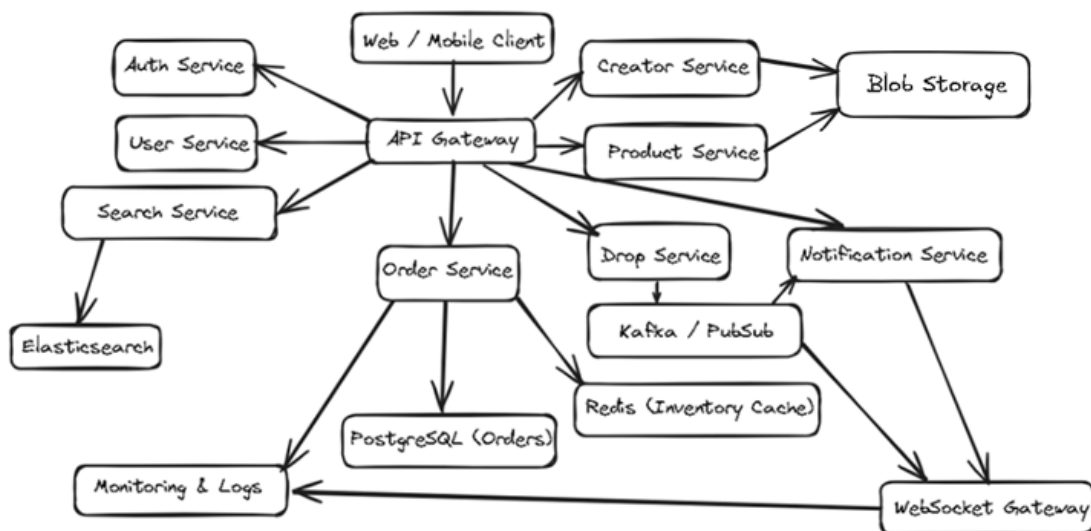 Web / Mobile Client
Auth Service
Creator Service
Blob Storage
User Service
API Gateway
Product Service
Search Service
Order Service
Drop Service
Notification Service
Kafka / PubSub
Elasticsearch
Redis (Inventory Cache)
PostgreSQL (Orders)
Monitoring & Logs
WebSocket Gateway